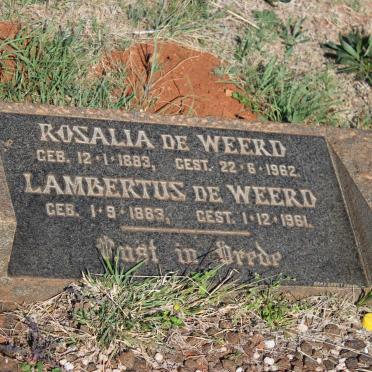 ROSALIA DE WEERD
GEB. 12·1·1883, GEST. 22·6·1962.
LAMBERTUS DE WEERD
GEB. 1·9·1883, GEST. 1·12·1961.
Rust in Vrede